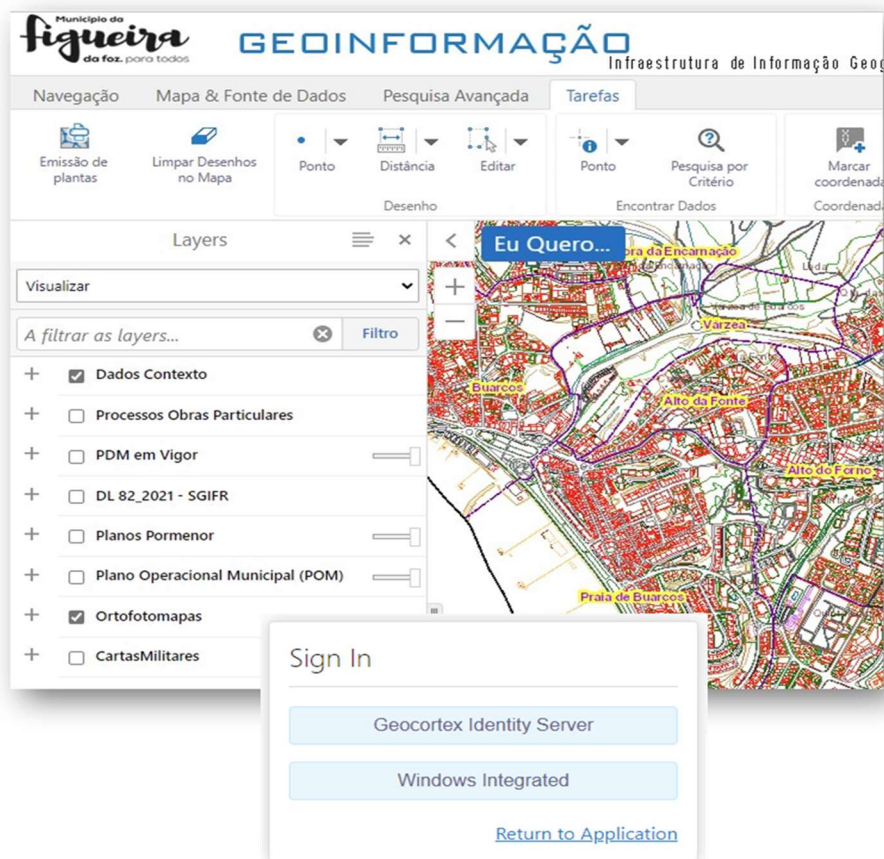 Município da
figueira
da foz. para todos
GEOINFORMAÇÃO
Infraestrutura de Informação Geog
Navegação
Mapa & Fonte de Dados
Pesquisa Avançada
Tarefas
Emissão de
plantas
Limpar Desenhos
no Mapa
Ponto
Distância
Editar
Desenho
Ponto
Pesquisa por
Critério
Encontrar Dados
Marcar
coordenada
Coordenada
Layers
Visualizar
A filtrar as layers...
Filtro
Dados Contexto
Processos Obras Particulares
PDM em Vigor
DL 82_2021 - SGIFR
Planos Pormenor
Plano Operacional Municipal (POM)
Ortofotomapas
CartasMilitares
Eu Quero...
ora da Encarnação
Várzea
Buarcos
Alto da Fonte
Alto do Forno
Praia de Buarcos
Sign In
Geocortex Identity Server
Windows Integrated
Return to Application